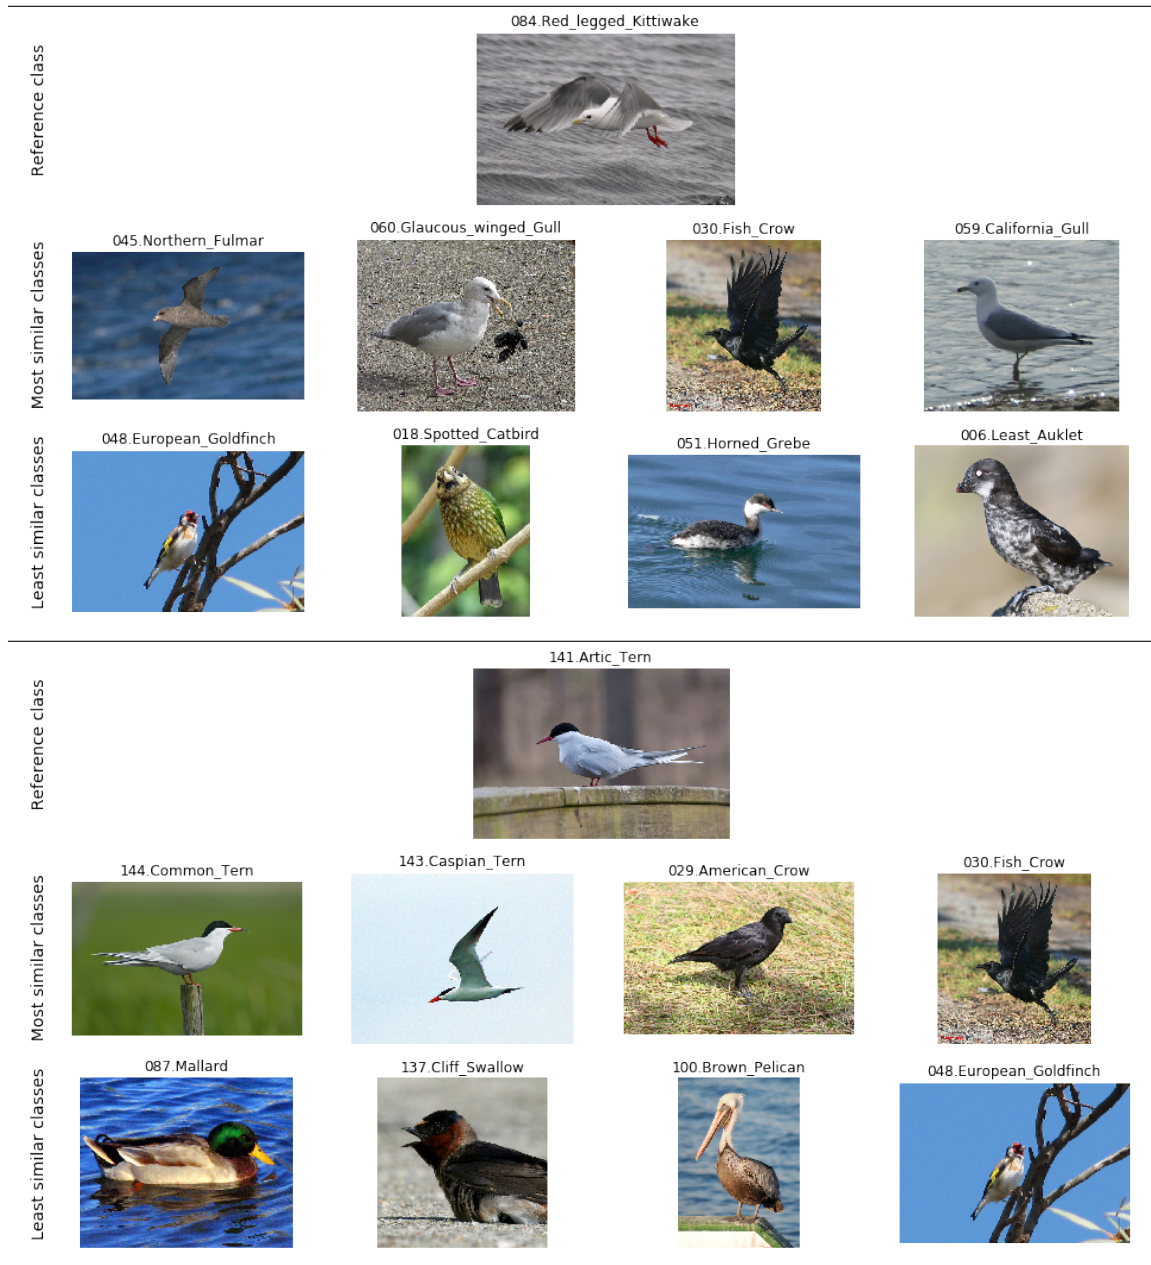 Reference class
084.Red_legged_Kittiwake
Most similar classes
045.Northern_Fulmar
060.Glaucous_winged_Gull
030.Fish_Crow
059.California_Gull
Least similar classes
048.European_Goldfinch
018.Spotted_Catbird
051.Horned_Grebe
006.Least_Auklet
Reference class
141.Artic_Tern
Most similar classes
144.Common_Tern
143.Caspian_Tern
029.American_Crow
030.Fish_Crow
Least similar classes
087.Mallard
137.Cliff_Swallow
100.Brown_Pelican
048.European_Goldfinch